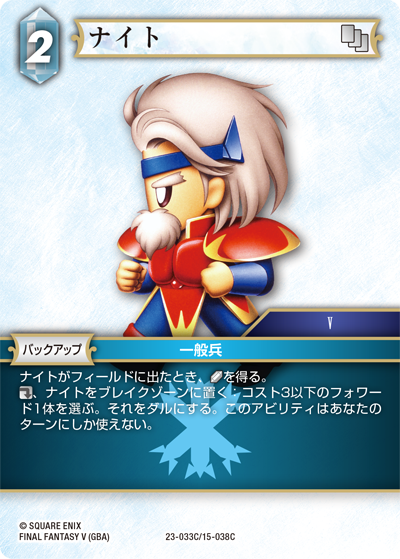 2
ナイト
V
バックアップ
一般兵
ナイトがフィールドに出たとき、を得る。
、ナイトをブレイクゾーンに置く：コスト3以下のフォワー
ド1体を選ぶ。それをダルにする。このアビリティはあなたの
ターンにしか使えない。
© SQUARE ENIX
FINAL FANTASY V (GBA)
23-033C/15-038C